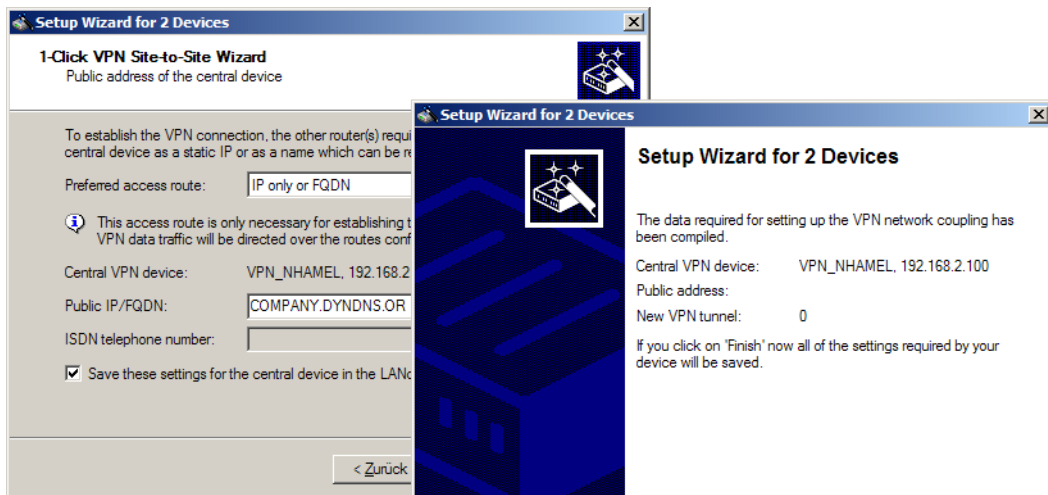 Setup Wizard for 2 Devices
1-Click VPN Site-to-Site Wizard
Public address of the central device
To establish the VPN connection, the other router(s) requi
central device as a static IP or as a name which can be re
Preferred access route: IP only or FQDN
This access route is only necessary for establishing t
VPN data traffic will be directed over the routes conf
Central VPN device: VPN_NHAMEL, 192.168.2
Public IP/FQDN: COMPANY.DYNDNS.OR
ISDN telephone number:
Save these settings for the central device in the LANc
< Zurück
Setup Wizard for 2 Devices
Setup Wizard for 2 Devices
The data required for setting up the VPN network coupling has
been compiled.
Central VPN device: VPN_NHAMEL, 192.168.2.100
Public address:
New VPN tunnel: 0
If you click on 'Finish' now all of the settings required by your
device will be saved.